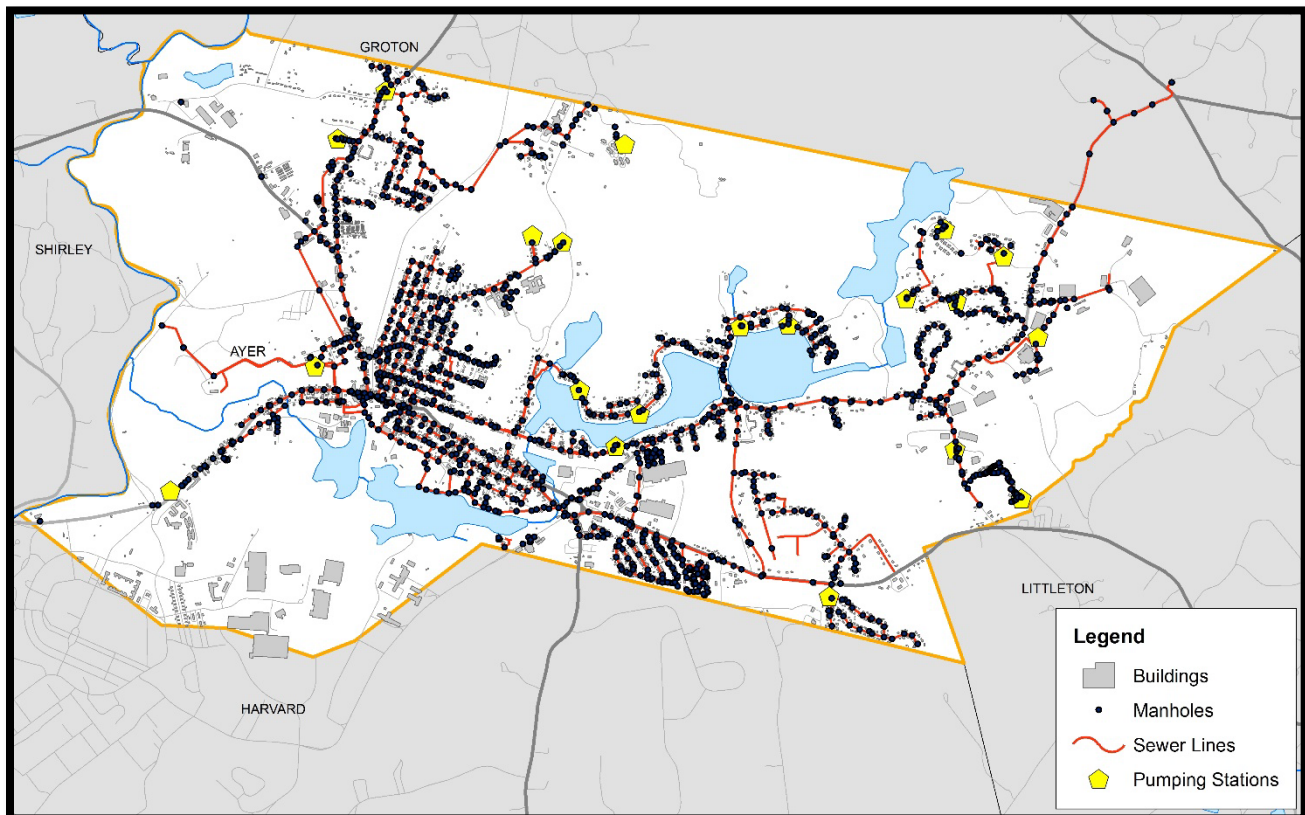 GROTON
SHIRLEY
AYER
LITTLETON
HARVARD
Legend
Buildings
Manholes
Sewer Lines
Pumping Stations